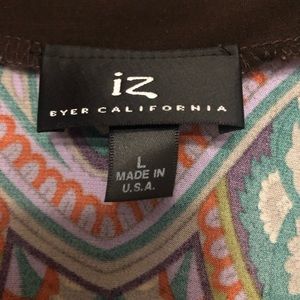 iz
BYER CALIFORNIA
L
MADE IN
U.S.A.